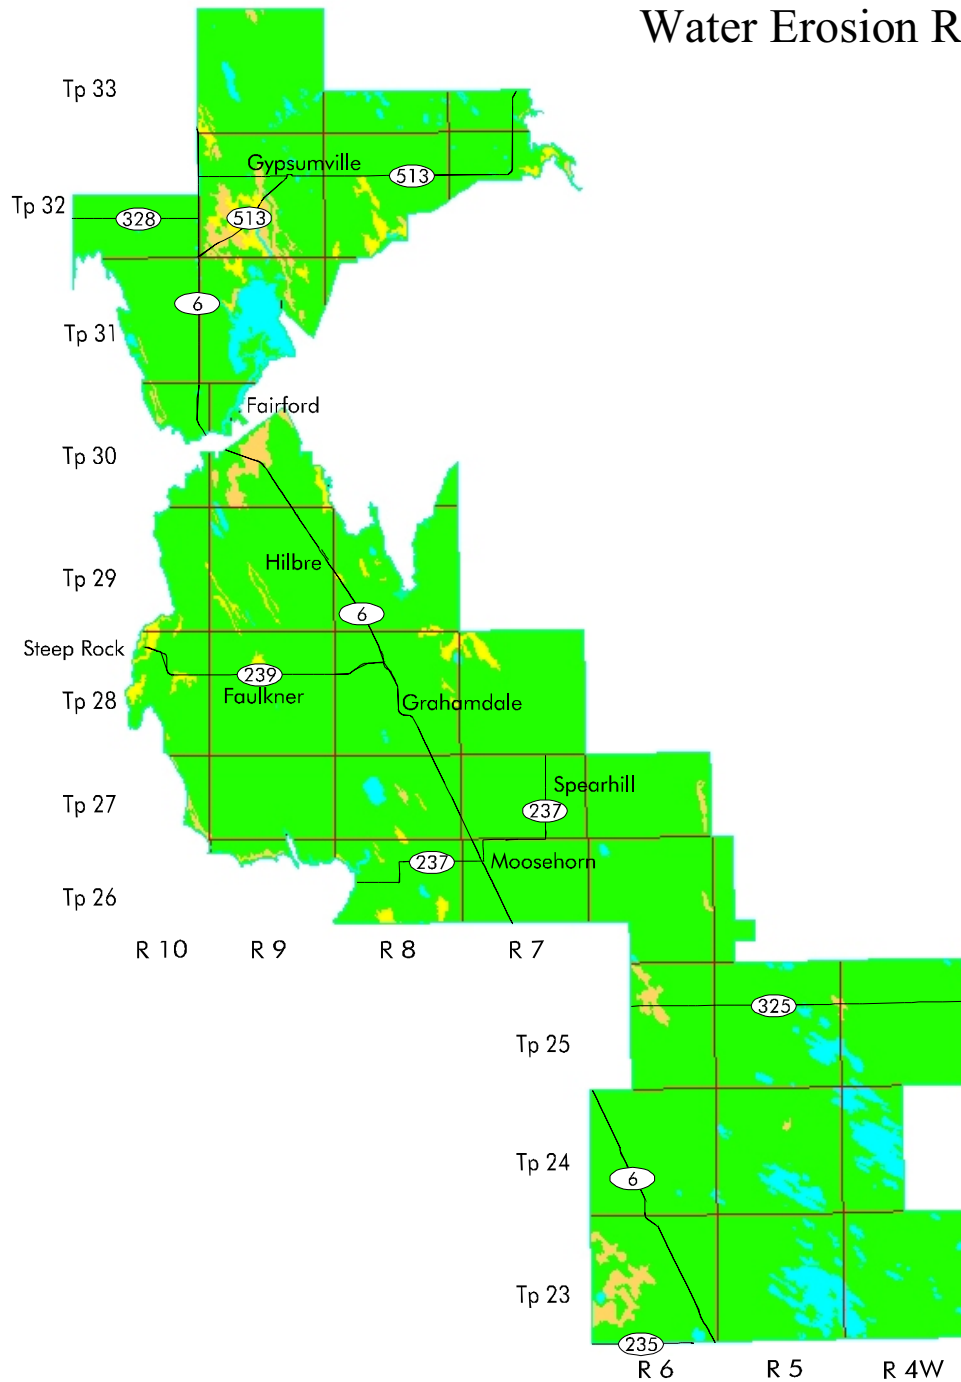 Water Erosion R
Tp 33
Gypsumville
513
Tp 32
328
513
6
Tp 31
Fairford
Tp 30
Hilbre
Tp 29
6
Steep Rock
239
Faulkner
Tp 28
Grahamdale
Spearhill
Tp 27
237
237
Moosehorn
Tp 26
R 10
R 9
R 8
R 7
325
Tp 25
Tp 24
6
Tp 23
235
R 6
R 5
R 4W